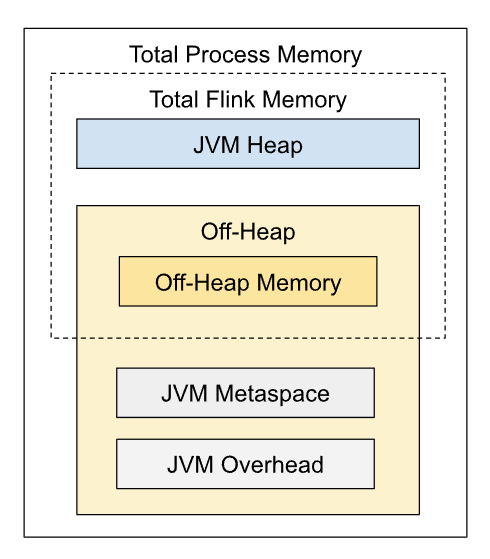 Total Process Memory
Total Flink Memory
JVM Heap
Off-Heap
Off-Heap Memory
JVM Metaspace
JVM Overhead